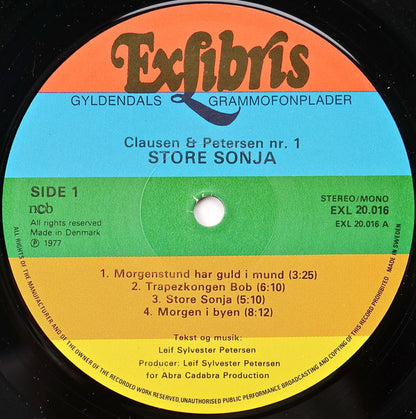 Exlibris
GYLDENDALS GRAMMOFONPLADER
Clausen & Petersen nr. 1
STORE SONJA
SIDE 1
ncb
All rights reserved
Made in Denmark
℗ 1977
STEREO/MONO
EXL 20.016
EXL 20.016 A
1. Morgenstund har guld i mund (3:25)
2. Trapezkongen Bob (6:10)
3. Store Sonja (5:10)
4. Morgen i byen (8:12)
Tekst og musik:
Leif Sylvester Petersen
Producer: Leif Sylvester Petersen
for Abra Cadabra Production
ALL RIGHTS OF THE MANUFACTURER AND OF THE OWNER OF THE RECORDED WORK RESERVED. UNAUTHORISED PUBLIC PERFORMANCE BROADCASTING AND COPYING OF THIS RECORD PROHIBITED MADE IN SWEDEN